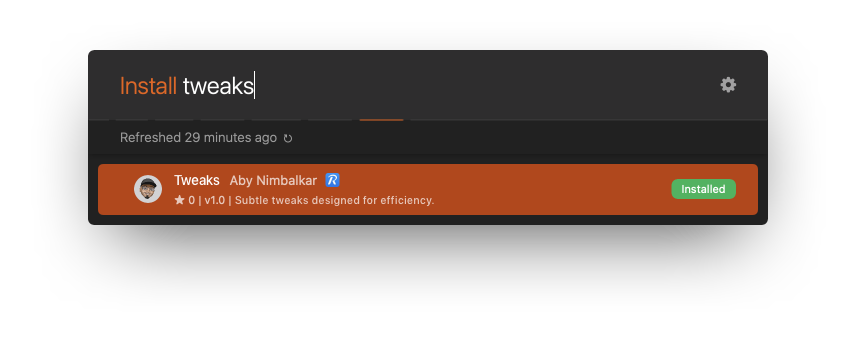 Install tweaks
Refreshed 29 minutes ago
Tweaks Aby Nimbalkar R
★ 0 | v1.0 | Subtle tweaks designed for efficiency.
Installed